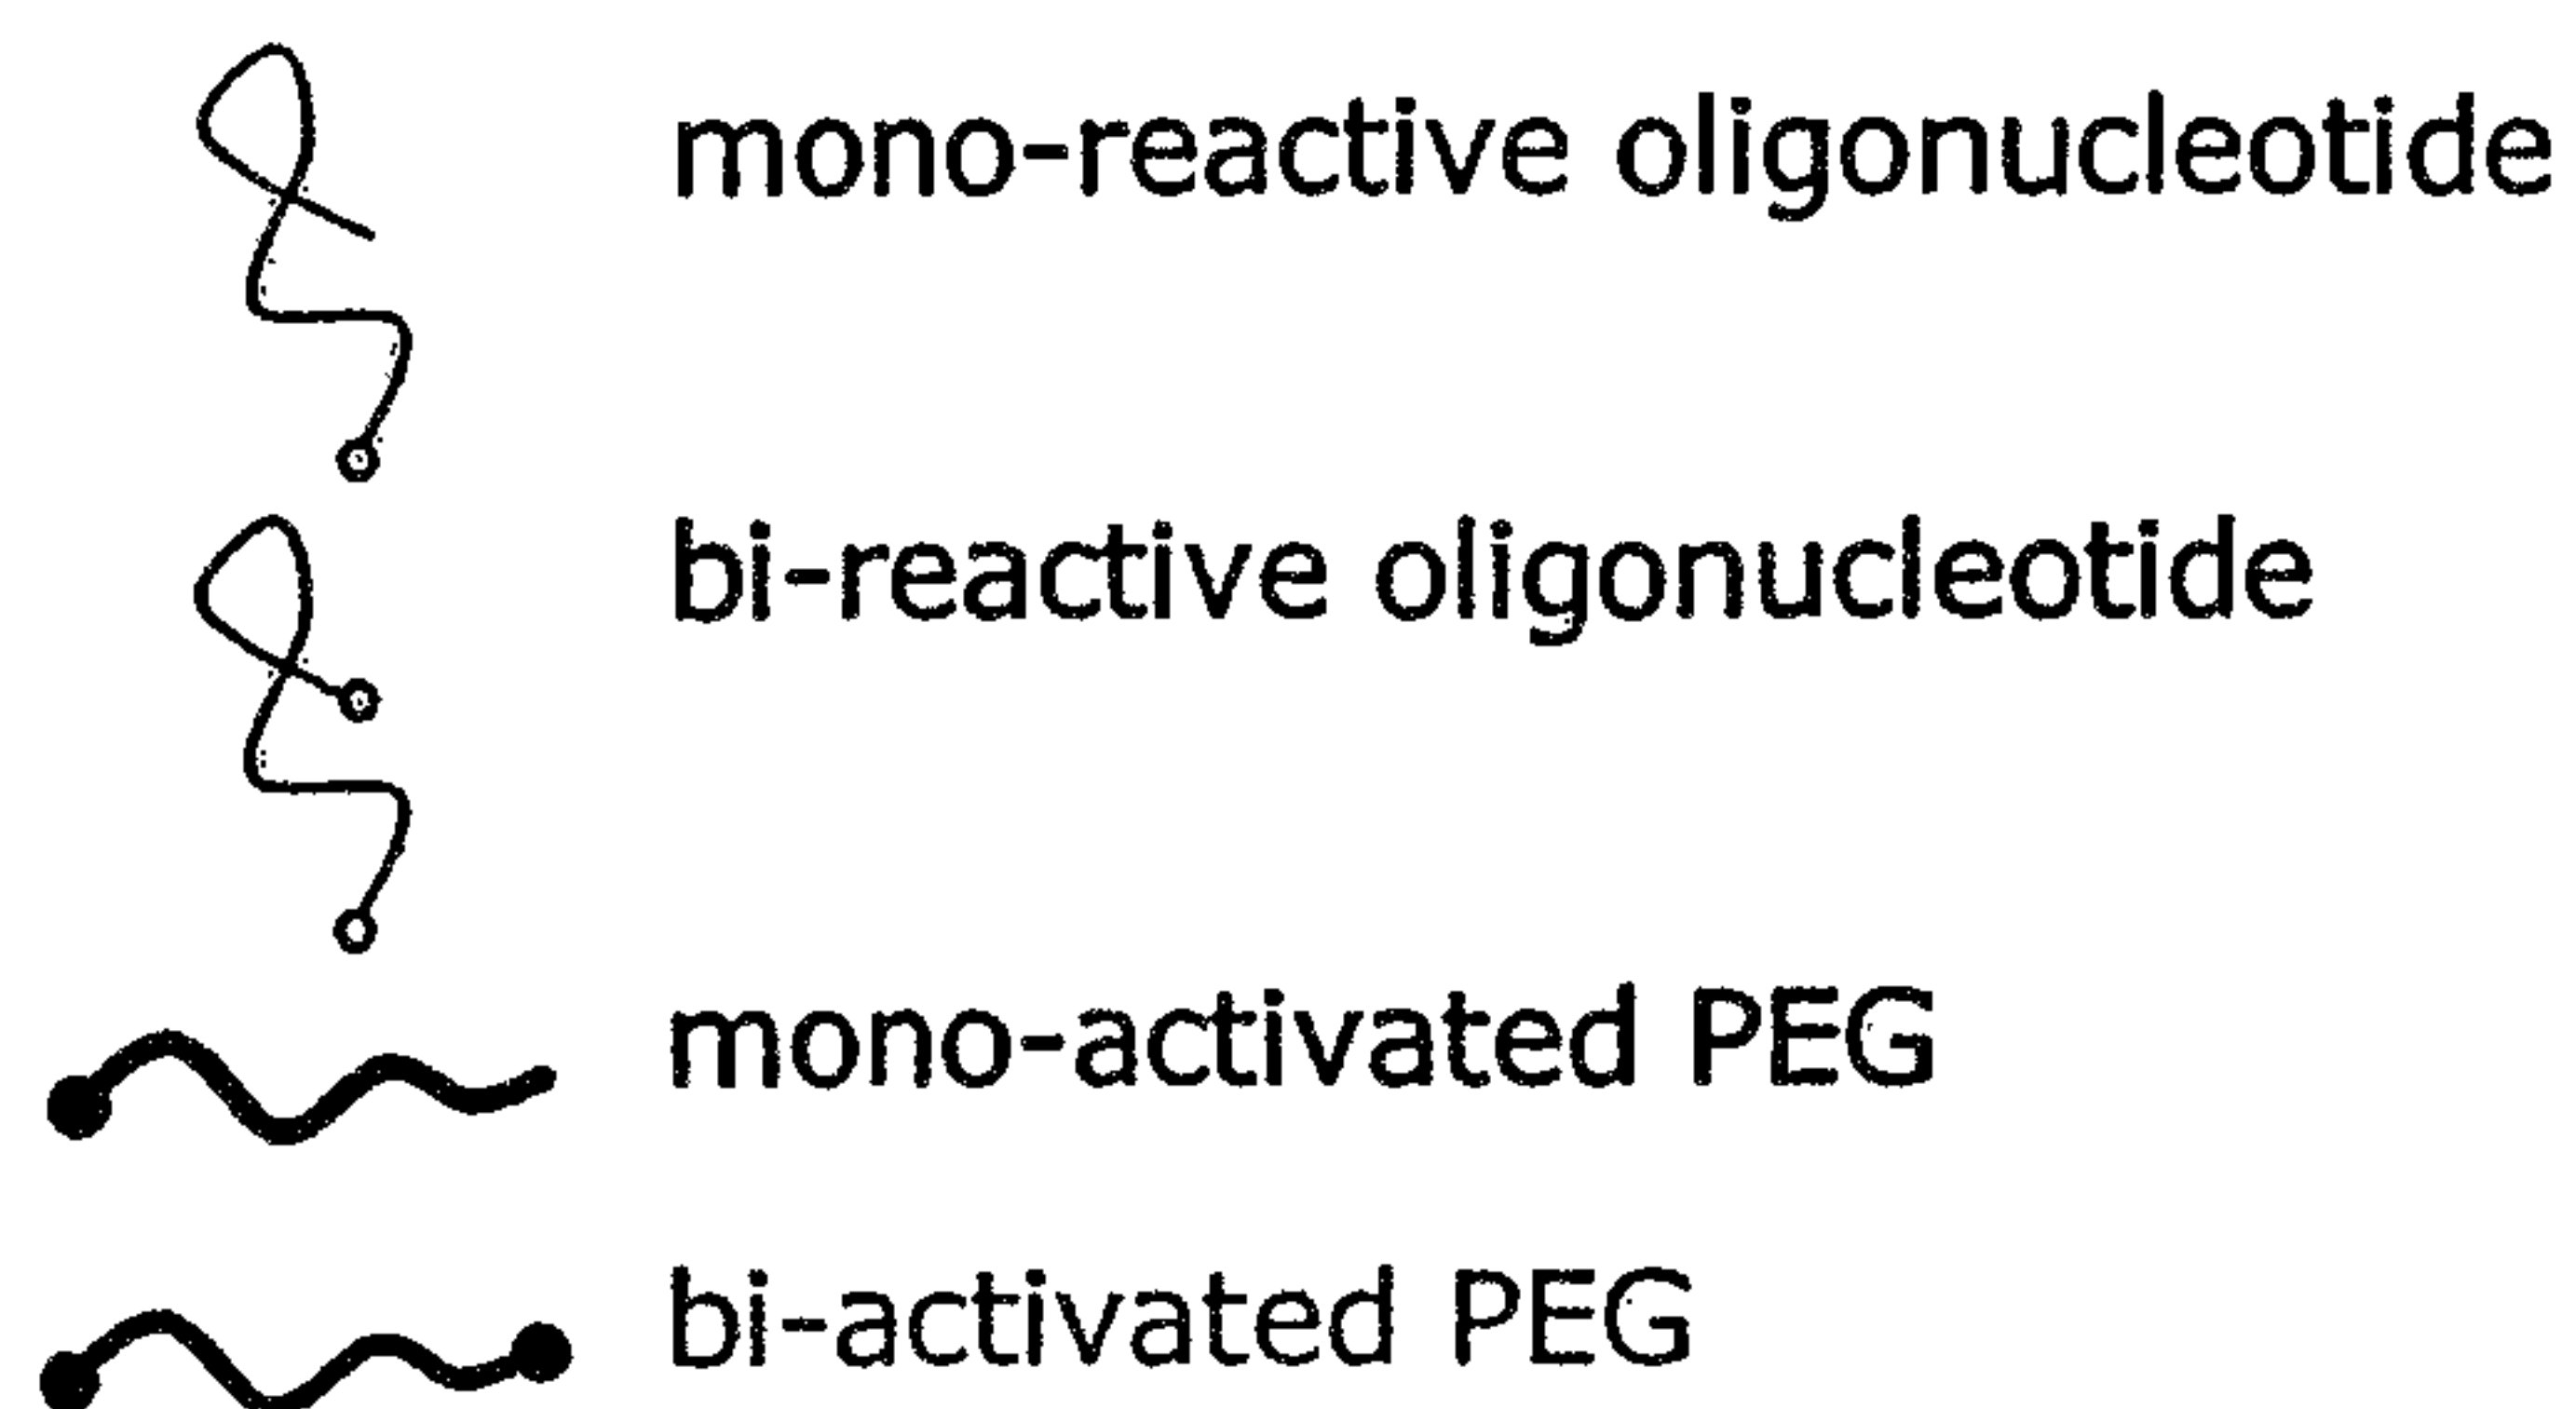 mono-reactive oligonucleotide
bi-reactive oligonucleotide
mono-activated PEG
bi-activated PEG